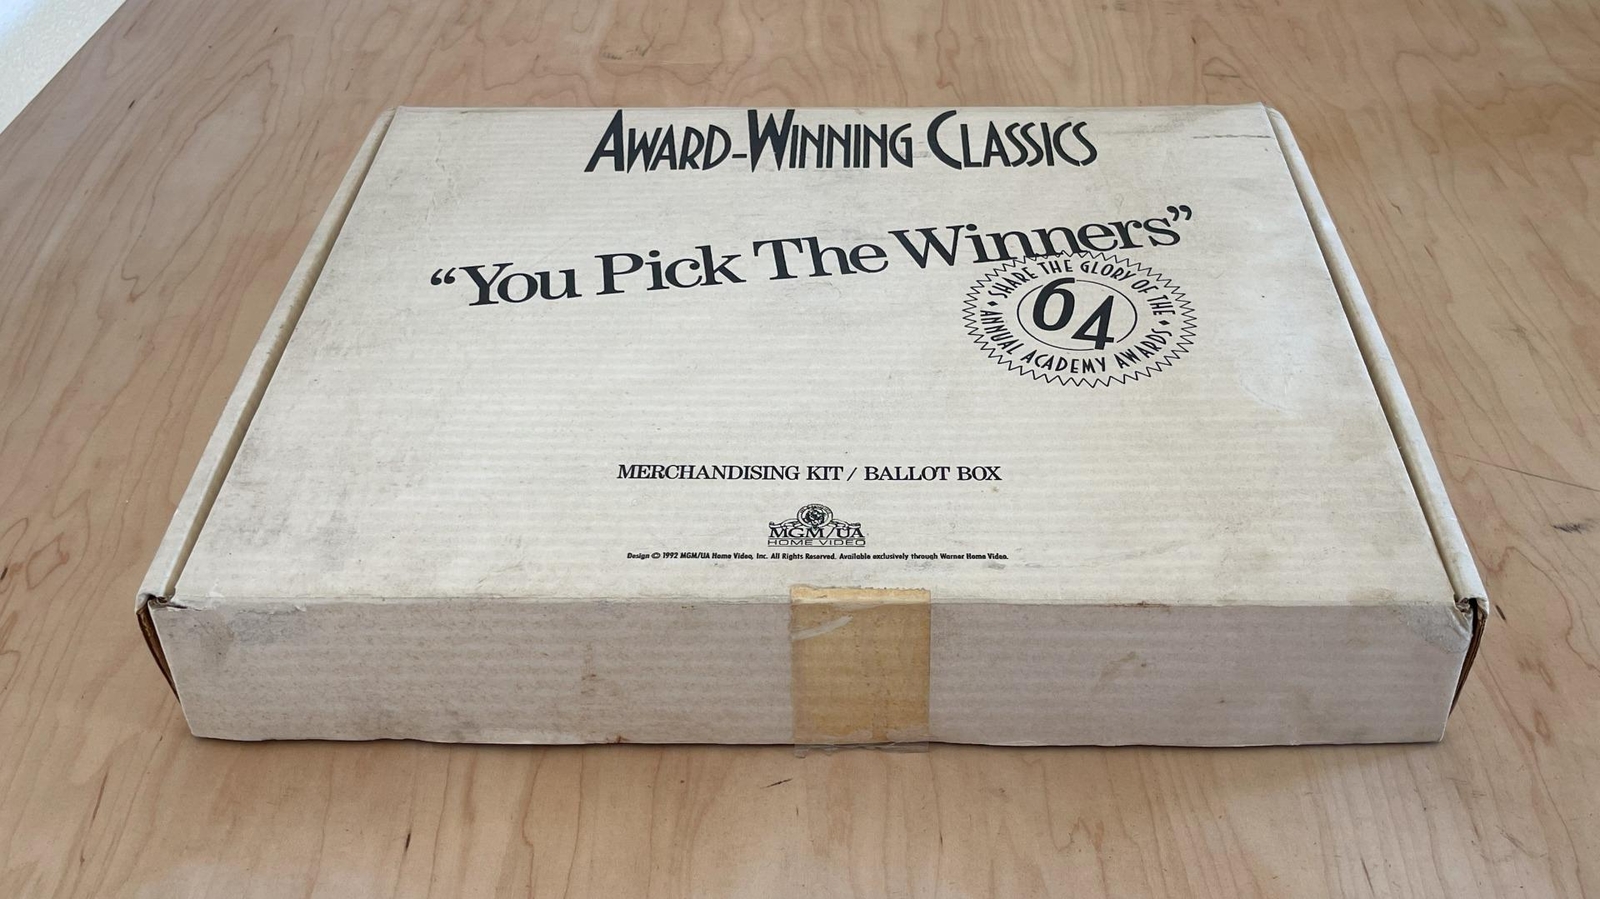 AWARD-WINNING CLASSICS
“You Pick The Winners”
SHARE THE GLORY OF THE
64
ANNUAL ACADEMY AWARDS
MERCHANDISING KIT / BALLOT BOX
MGM/UA
HOME VIDEO
Design © 1992 MGM/UA Home Video, Inc. All Rights Reserved. Available exclusively through Warner Home Video.